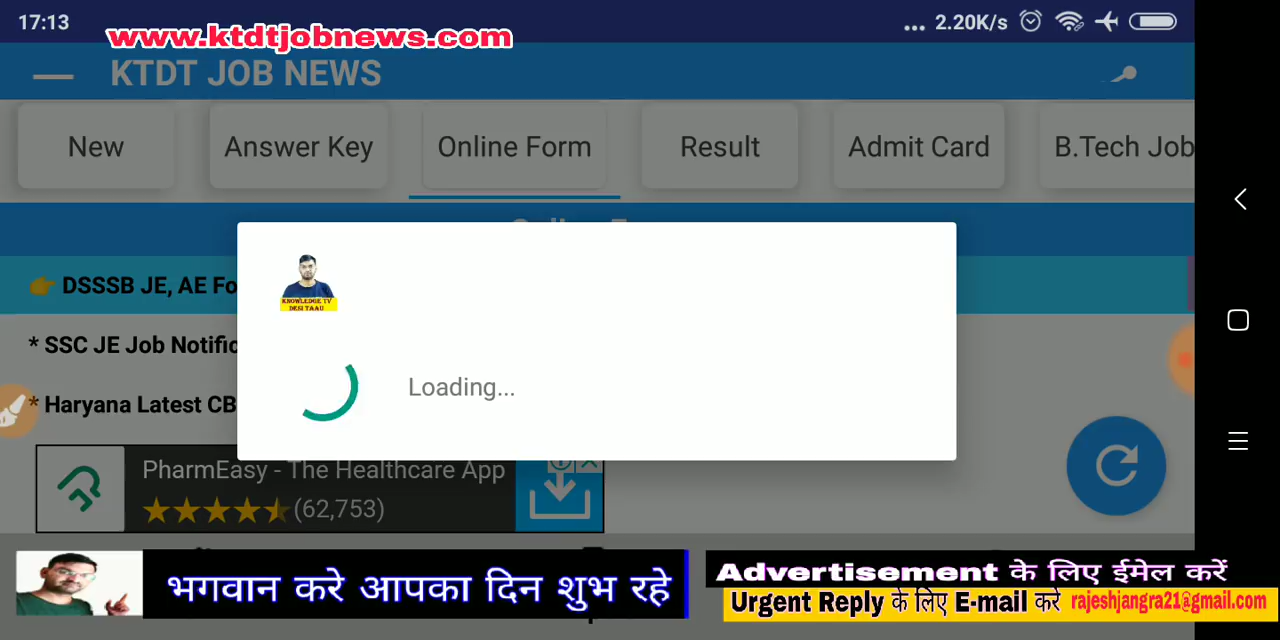 17:13
www.ktdtjobnews.com
... 2.20K/s
KTDT JOB NEWS
New
Answer Key
Online Form
Result
Admit Card
B.Tech Job
DSSSB JE, AE Fo
KNOWLEDGE TV
DESI TAAU
* SSC JE Job Notific
Loading...
* Haryana Latest CB
PharmEasy - The Healthcare App
(62,753)
भगवान करे आपका दिन शुभ रहे
Advertisement के लिए ईमेल करें
Urgent Reply के लिए E-mail करें rajeshjangra21@gmail.com